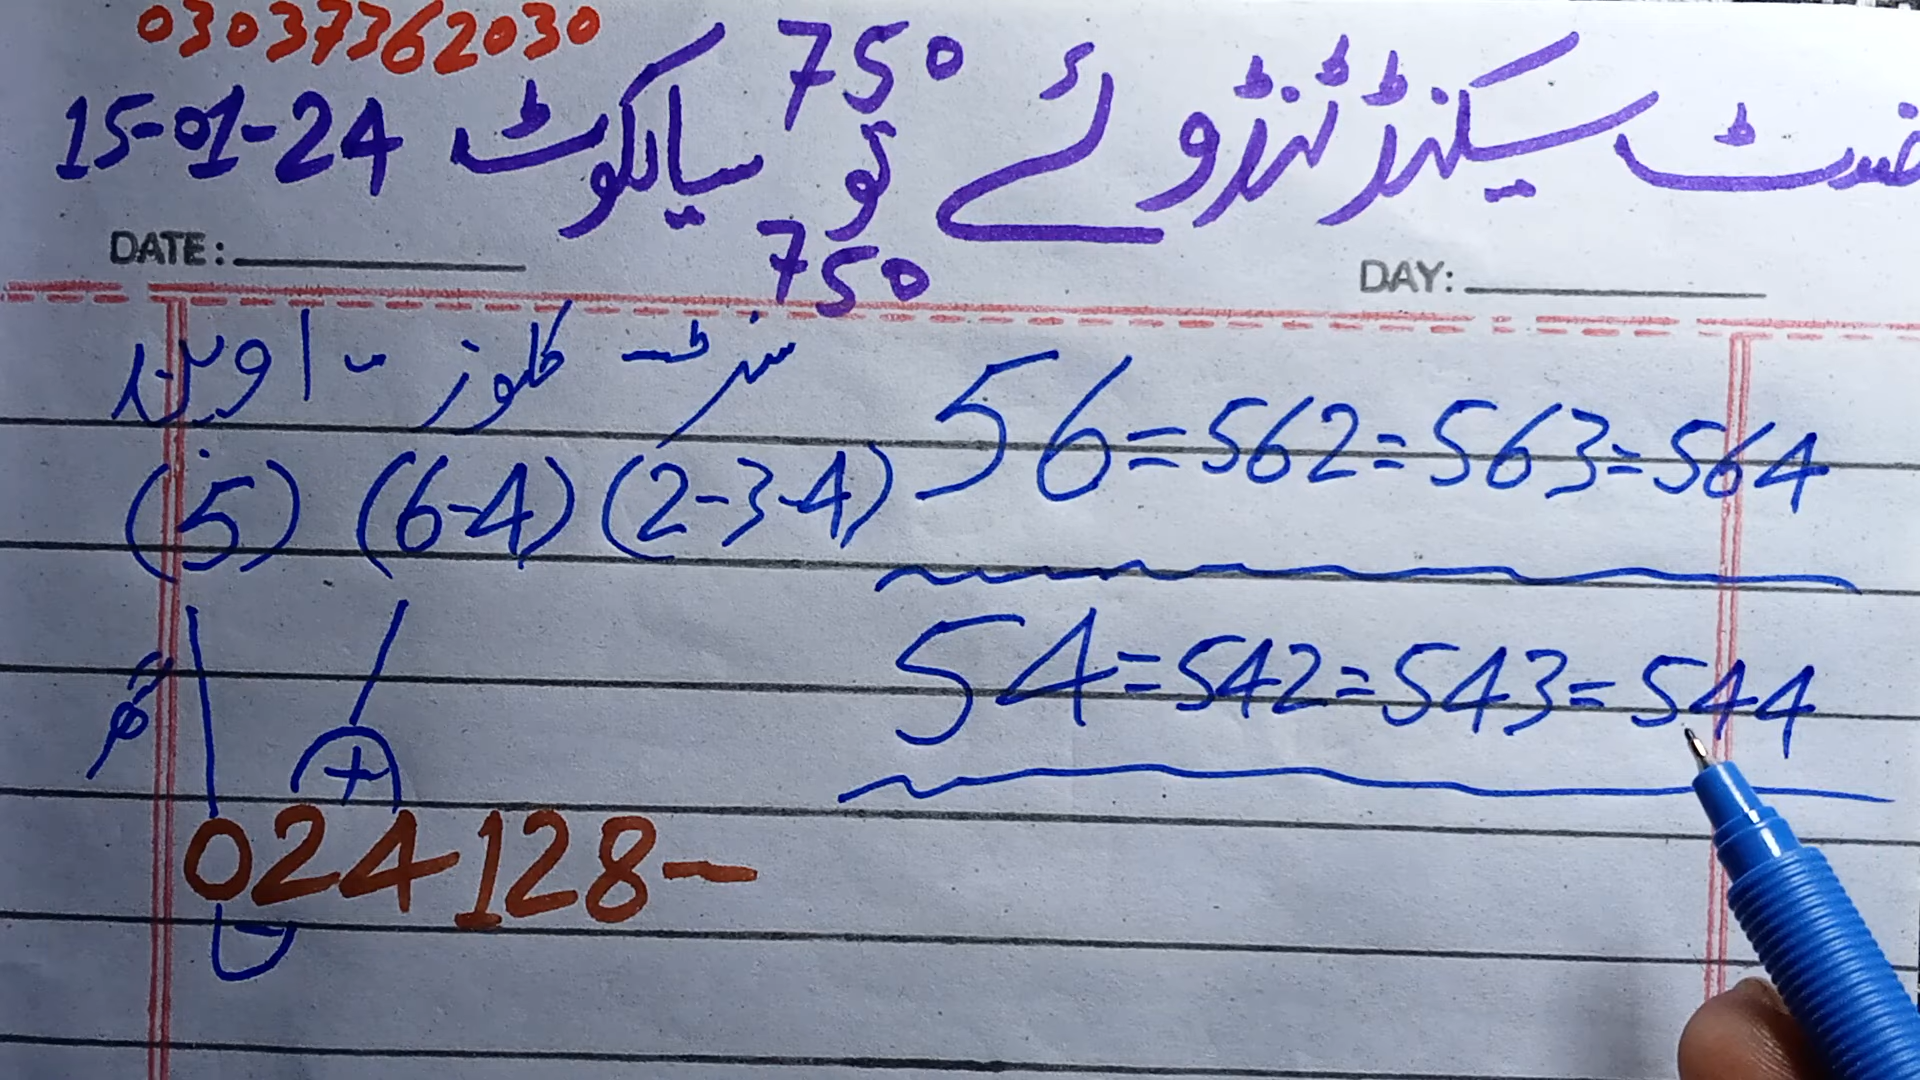 03037362030
750
فسٹ سیکنڈ ٹنڈولے تو سیالکوٹ 15-01-24
750
DATE: DAY:
اوپن - کلوز - سنٹر
(5) (6-4) (2-3-4)
56=562=563=564
54=542=543=544
+
024128-